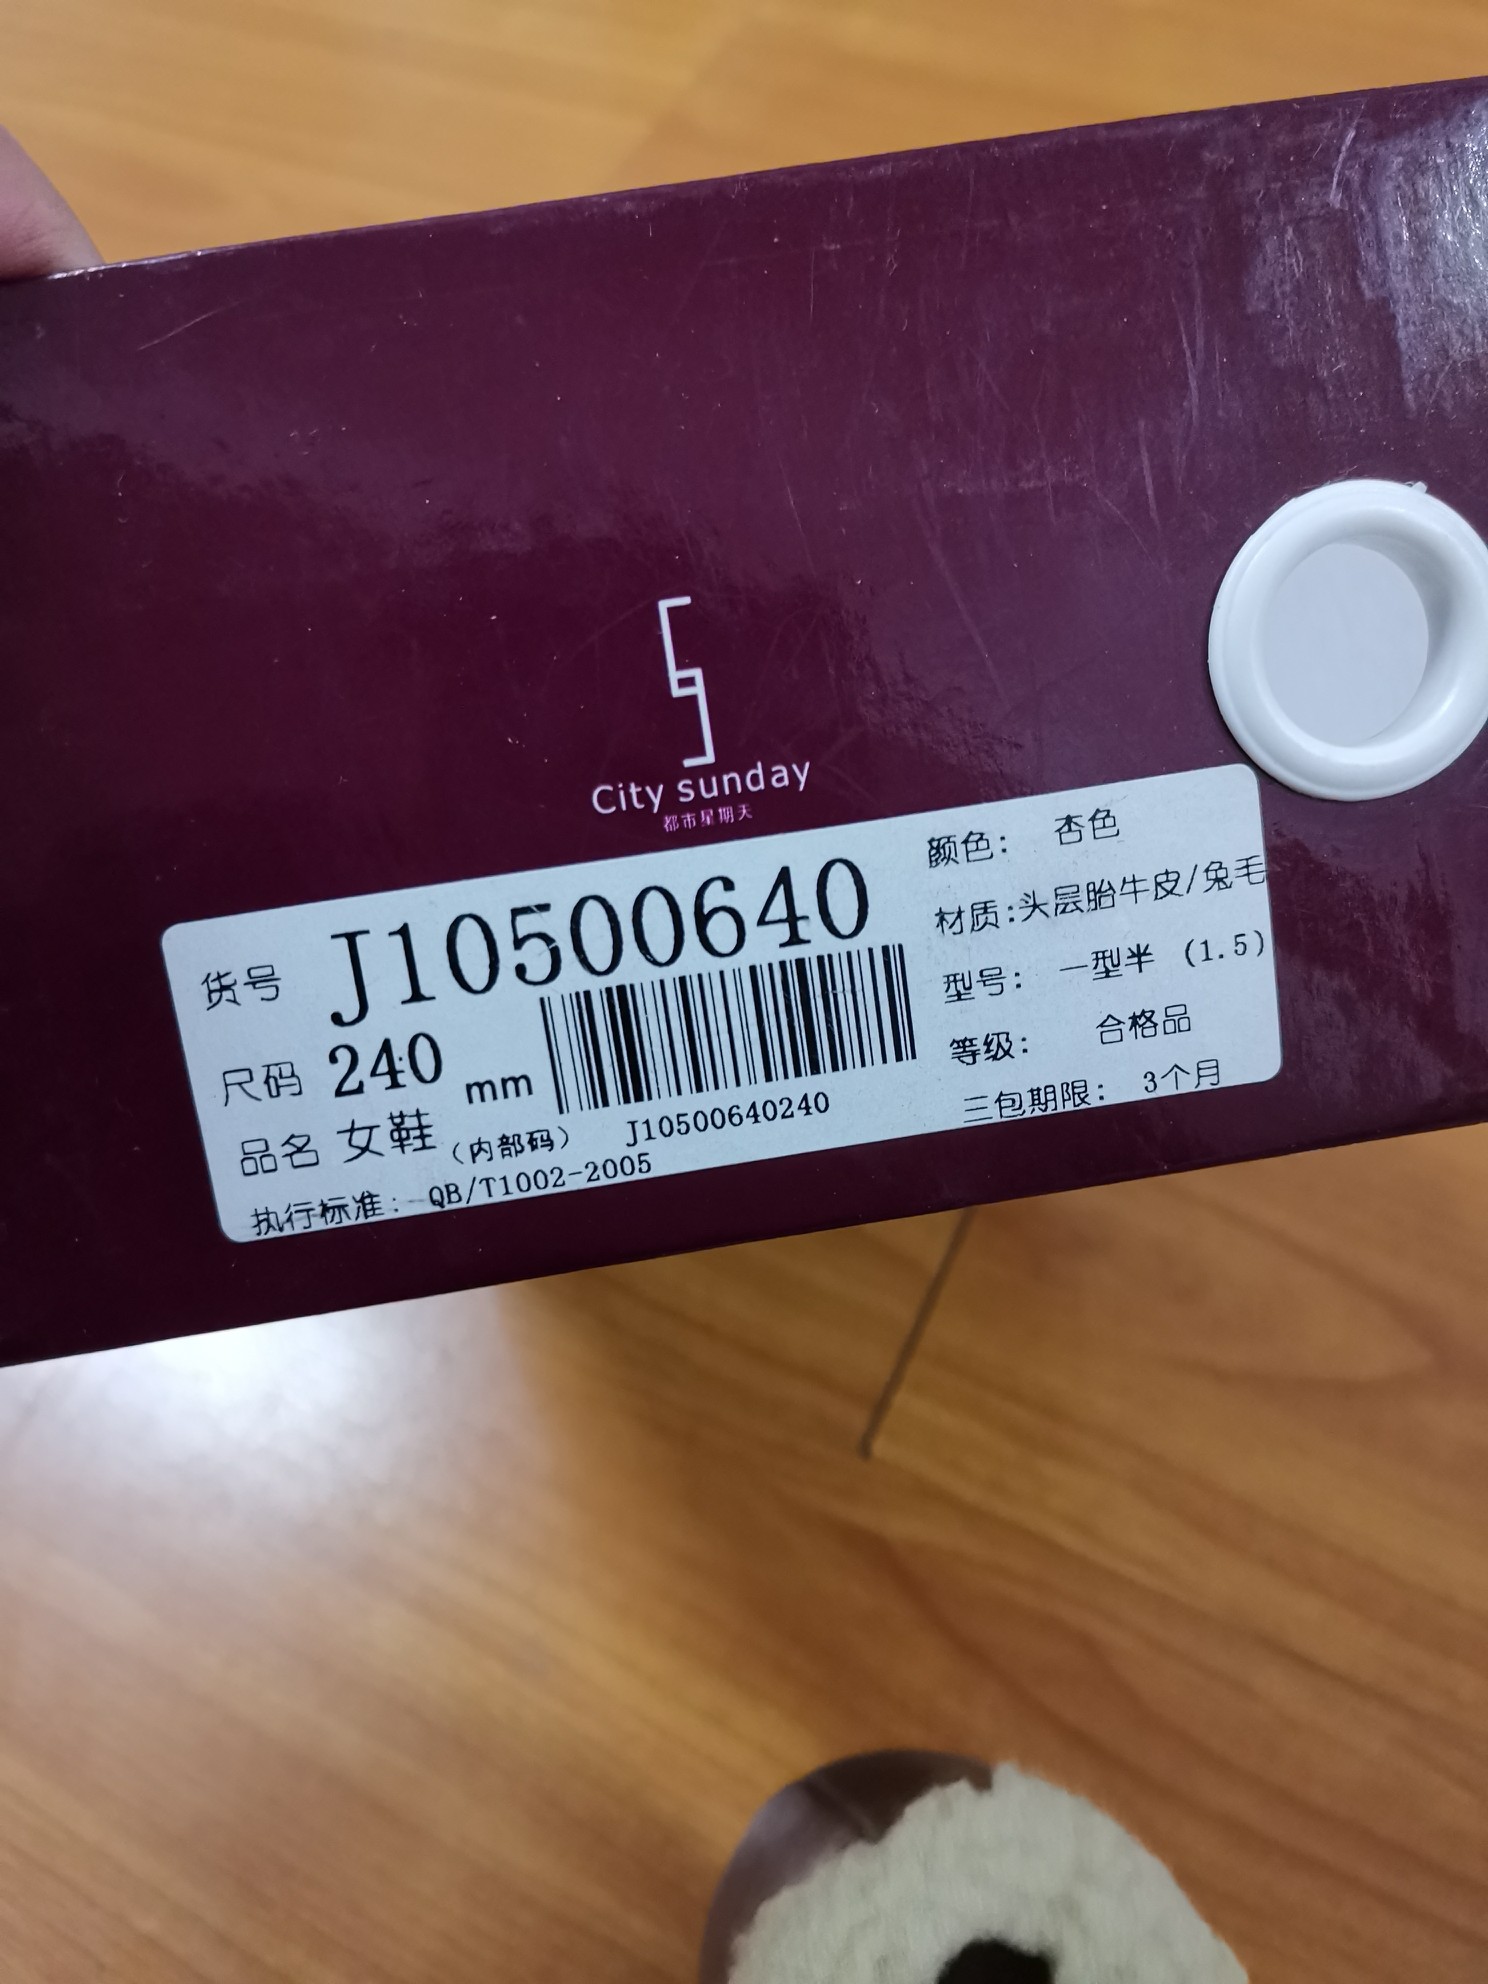 City sunday
都市星期天
货号 J10500640
尺码 240 mm
品名 女鞋 (内部码) J10500640240
执行标准: QB/T1002-2005
颜色: 杏色
材质:头层胎牛皮/兔毛
型号: 一型半 (1.5)
等级: 合格品
三包期限: 3个月